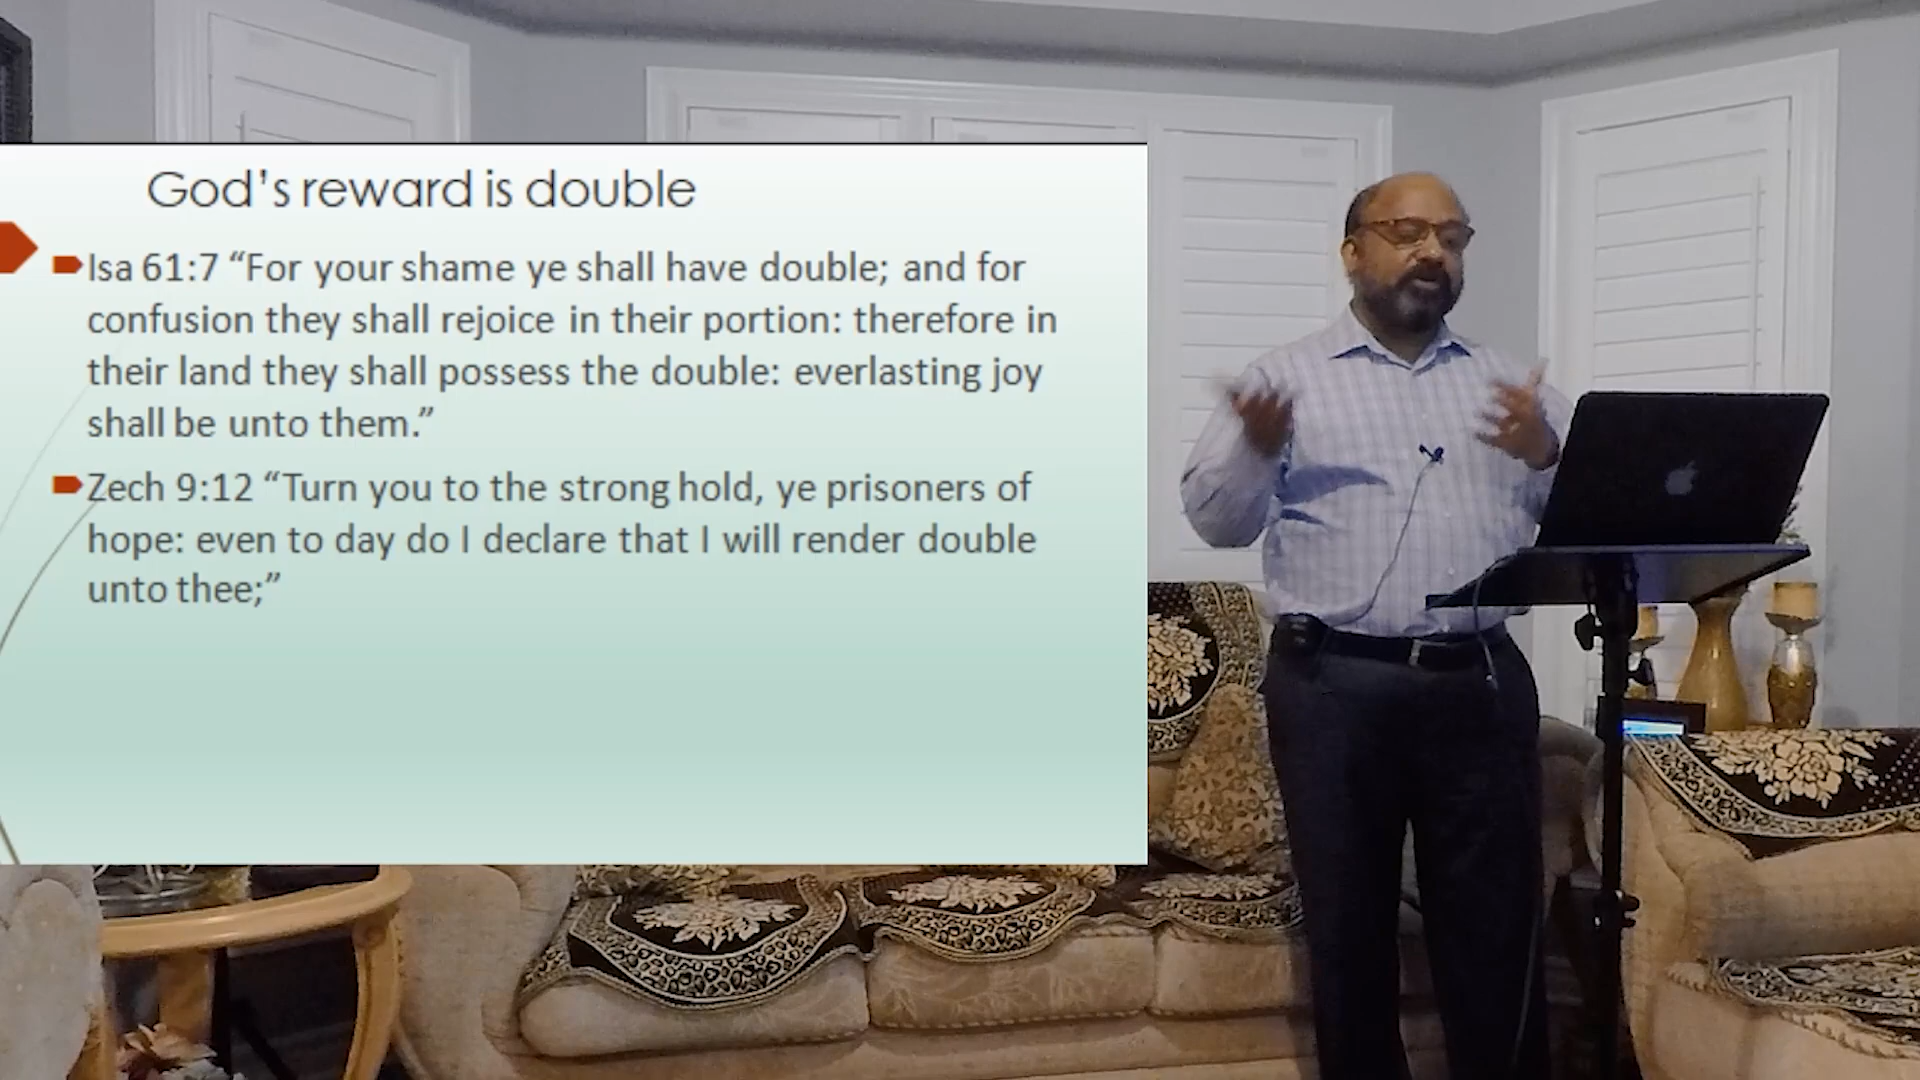 God's reward is double
Isa 61:7 “For your shame ye shall have double; and for
confusion they shall rejoice in their portion: therefore in
their land they shall possess the double: everlasting joy
shall be unto them.”
Zech 9:12 “Turn you to the strong hold, ye prisoners of
hope: even to day do I declare that I will render double
unto thee;”